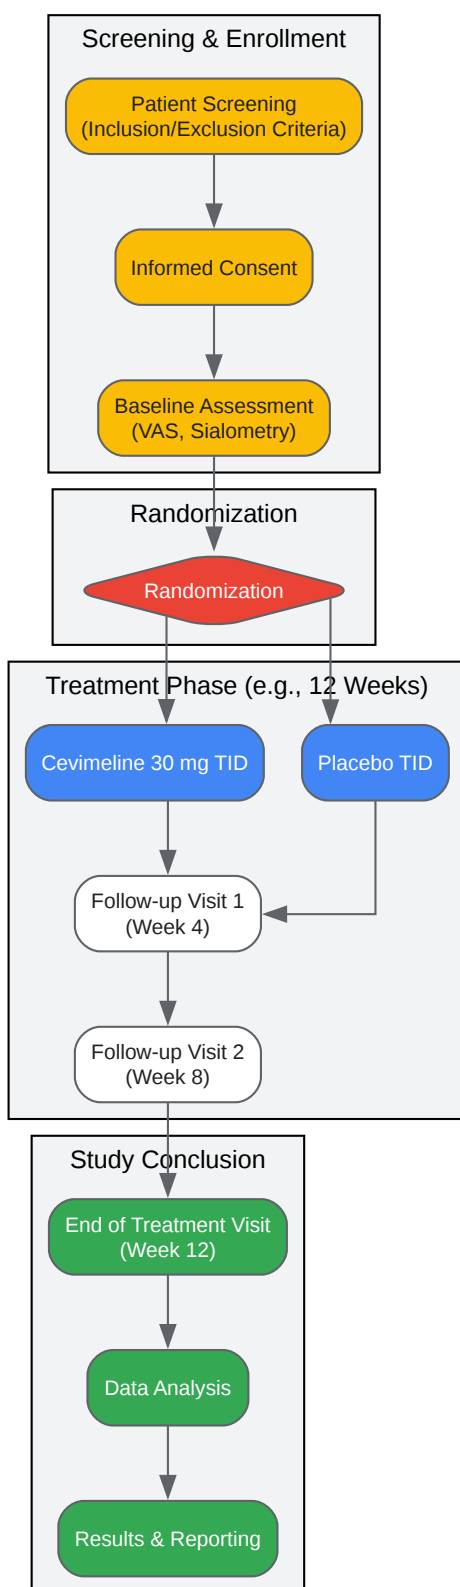 Screening & Enrollment
Patient Screening
(Inclusion/Exclusion Criteria)
Informed Consent
Baseline Assessment
(VAS, Sialometry)
Randomization
Randomization
Treatment Phase (e.g., 12 Weeks)
Cevimeline 30 mg TID
Placebo TID
Follow-up Visit 1
(Week 4)
Follow-up Visit 2
(Week 8)
Study Conclusion
End of Treatment Visit
(Week 12)
Data Analysis
Results & Reporting